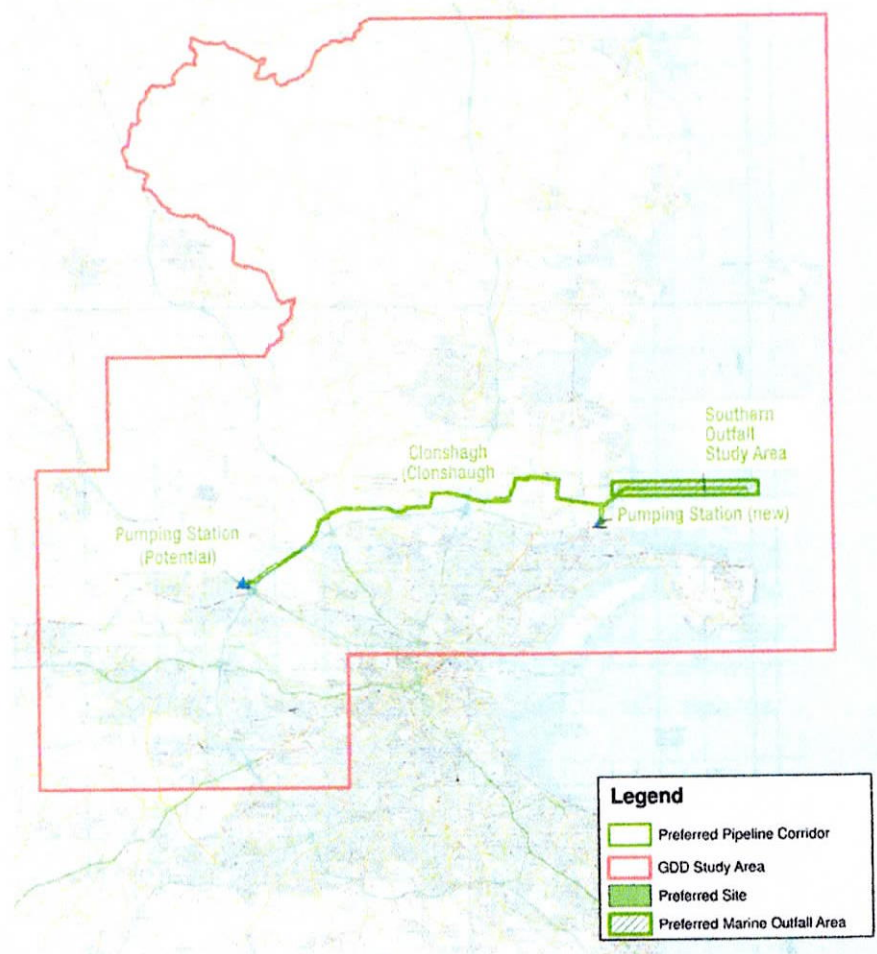 Southern
Outfall
Study Area
Clonshagh
(Clonshaugh
Pumping Station (new)
Pumping Station
(Potential)
Legend
Preferred Pipeline Corridor
GDD Study Area
Preferred Site
Preferred Marine Outfall Area